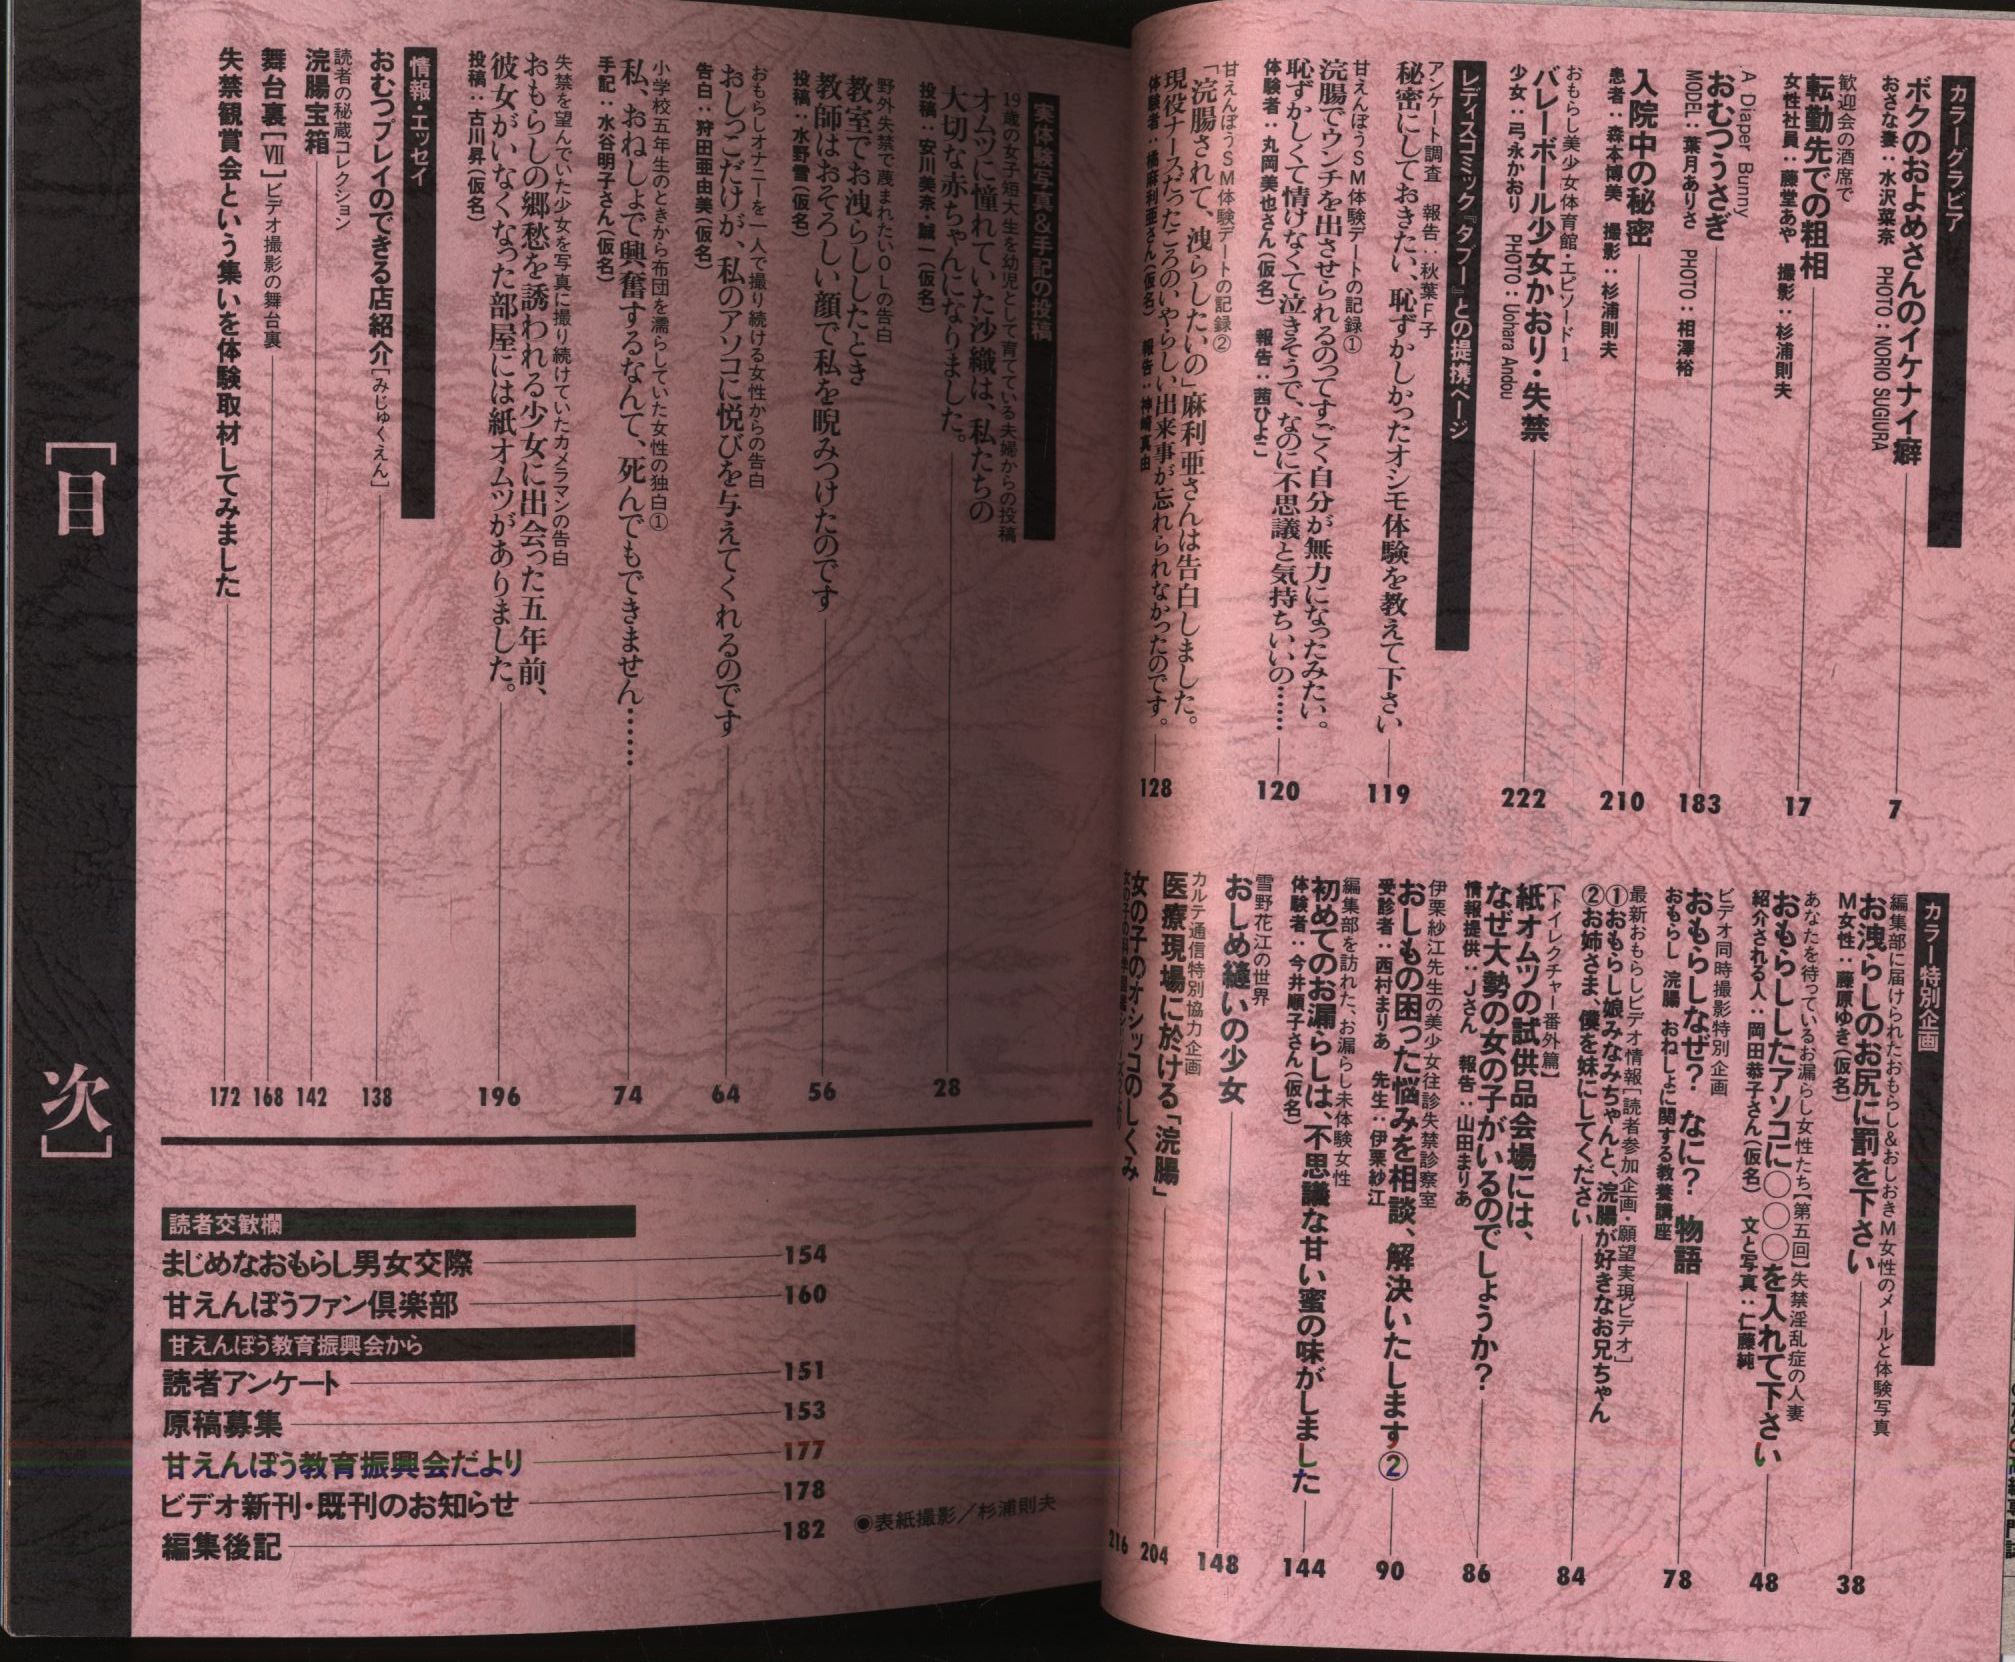 カラーグラビア
ボクのおよめさんのイケナイ癖
おさな妻：水沢菜奈　PHOTO：NORIO SUGIURA
7
歓迎会の酒席で
転勤先での粗相
女性社員：藤堂あや　撮影：杉浦則夫
17
A Diaper Bunny
おむつうさぎ
MODEL：葉月ありさ　PHOTO：相澤裕
183
入院中の秘密
患者：森本博美　撮影：杉浦則夫
210
おもらし美少女体育館・エピソード1
バレーボール少女かおり・失禁
少女：弓永かおり　PHOTO：Uohara Andou
222
レディスコミック『タブー』との提携ページ
アンケート調査　報告：秋葉F子
秘密にしておきたい、恥ずかしかったオシモ体験を教えて下さい
119
甘えんぼうSM体験デートの記録①
浣腸でウンチを出させられるのってすごく自分が無力になったみたい。
恥ずかしくて情けなくて泣きそうで、なのに不思議と気持ちいいの……
体験者：丸岡美也さん（仮名）　報告：茜ひよこ
120
甘えんぼうSM体験デートの記録②
「浣腸されて、洩らしたいの」麻利亜さんは告白しました。
現役ナースだったころのいやらしい出来事が忘れられなかったのです。
体験者：橘麻利亜さん（仮名）　報告：神崎真由
128
カラー特別企画
編集部に届けられたおもらし＆おしおきM女性のメールと体験写真
お洩らしのお尻に罰を下さい
M女性：藤原ゆき（仮名）
38
あなたを待っているお漏らし女性たち［第五回］失禁淫乱症の人妻
おもらししたアソコに○○○を入れて下さい
紹介される人：岡田恭子さん（仮名）　文と写真：仁藤純
48
ビデオ同時撮影特別企画
おもらしなぜ？　なに？　物語
おもらし　浣腸　おねしょに関する教養講座
78
最新おもらしビデオ情報［読者参加企画・願望実現ビデオ］
①おもらし娘みなみちゃんと、浣腸が好きなお兄ちゃん
②お姉さま、僕を妹にしてください
84
【トイレクチャー番外篇】
紙オムツの試供品会場には、
なぜ大勢の女の子がいるのでしょうか？
情報提供：Jさん　報告：山田まりあ
86
伊栗紗江先生の美少女往診失禁診察室
おしもの困った悩みを相談、解決いたします②
受診者：西村まりあ　先生：伊栗紗江
90
編集部を訪れた、お漏らし未体験女性
初めてのお漏らしは、不思議な甘い蜜の味がしました
体験者：今井順子さん（仮名）
144
雪野花江の世界
おしめ縫いの少女
148
カルテ通信特別協力企画
医療現場に於ける「浣腸」
204
女の子のオシッコのしくみ
216
実体験写真&手記の投稿
19歳の女子短大生を幼児として育てている夫婦からの投稿
オムツに憧れていた沙織は、私たちの
大切な赤ちゃんになりました。
投稿：安川美奈・誠一（仮名）
28
野外失禁で蔑まれたいOLの告白
教室でお洩らししたとき
教師はおそろしい顔で私を睨みつけたのです
投稿：水野雪（仮名）
56
おもらしオナニーを一人で撮り続ける女性からの告白
おしっこだけが、私のアソコに悦びを与えてくれるのです
告白：狩田亜由美（仮名）
64
小学校五年生のときから布団を濡らしていた女性の独白①
私、おねしょで興奮するなんて、死んでもできません……
手記：水谷明子さん（仮名）
74
失禁を望んでいた少女を写真に撮り続けていたカメラマンの告白
おもらしの郷愁を誘われる少女に出会った五年前、
彼女がいなくなった部屋には紙オムツがありました。
投稿：古川昇（仮名）
196
情報・エッセイ
おむつプレイのできる店紹介［みじゅくえん］
138
読者の秘蔵コレクション
浣腸宝箱
142
舞台裏［Ⅶ］ビデオ撮影の舞台裏
168
失禁観賞会という集いを体験取材してみました
172
［目次］
読者交歓欄
まじめなおもらし男女交際 154
甘えんぼうファン倶楽部 160
甘えんぼう教育振興会から
読者アンケート 151
原稿募集 153
甘えんぼう教育振興会だより 177
ビデオ新刊・既刊のお知らせ 178
編集後記 182
◉表紙撮影／杉浦則夫